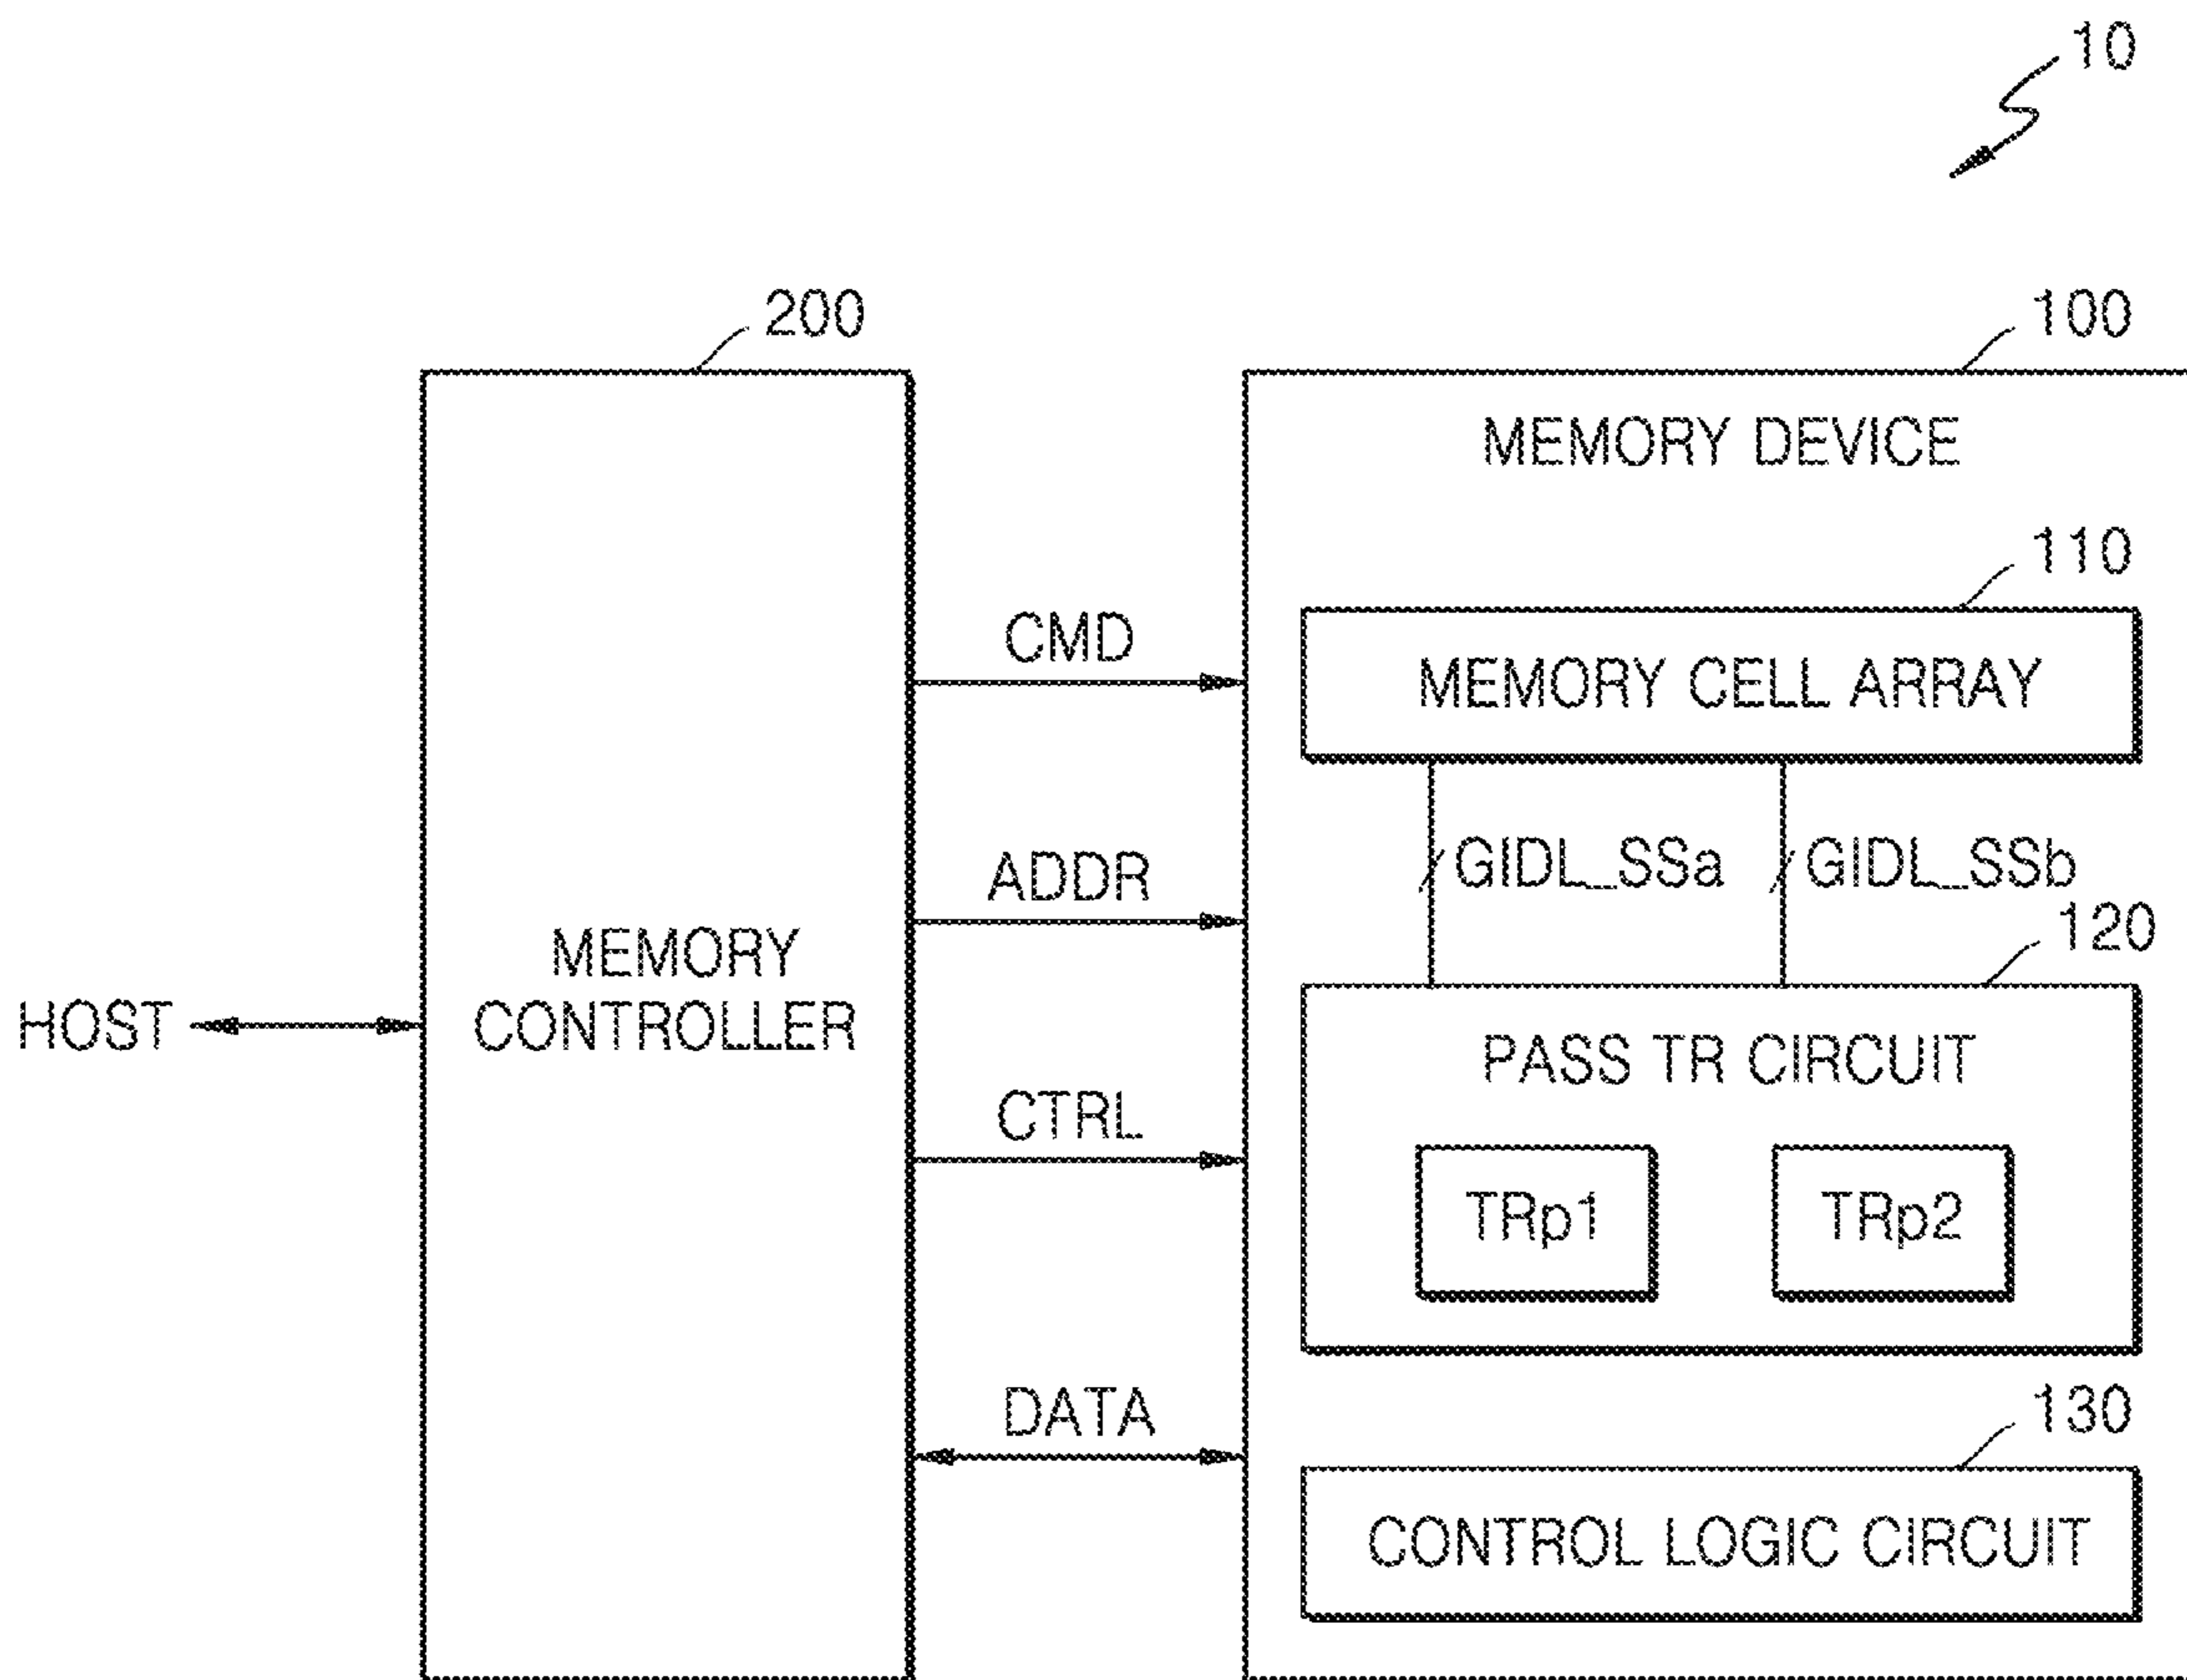 10
200
100
MEMORY DEVICE
110
CMD
MEMORY CELL ARRAY
ADDR
GIDL_SSa
GIDL_SSb
120
MEMORY
CONTROLLER
HOST
PASS TR CIRCUIT
CTRL
TRp1
TRp2
DATA
130
CONTROL LOGIC CIRCUIT